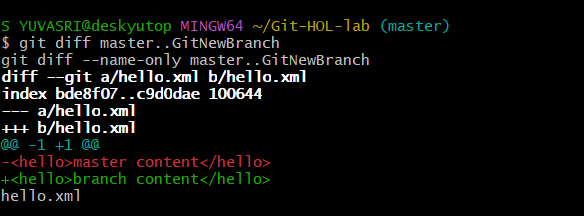 S YUVASRI@deskyutop MINGW64 ~/Git-HOL-lab (master)
$ git diff master..GitNewBranch
git diff --name-only master..GitNewBranch
diff --git a/hello.xml b/hello.xml
index bde8f07..c9d0dae 100644
--- a/hello.xml
+++ b/hello.xml
@@ -1 +1 @@
-<hello>master content</hello>
+<hello>branch content</hello>
hello.xml